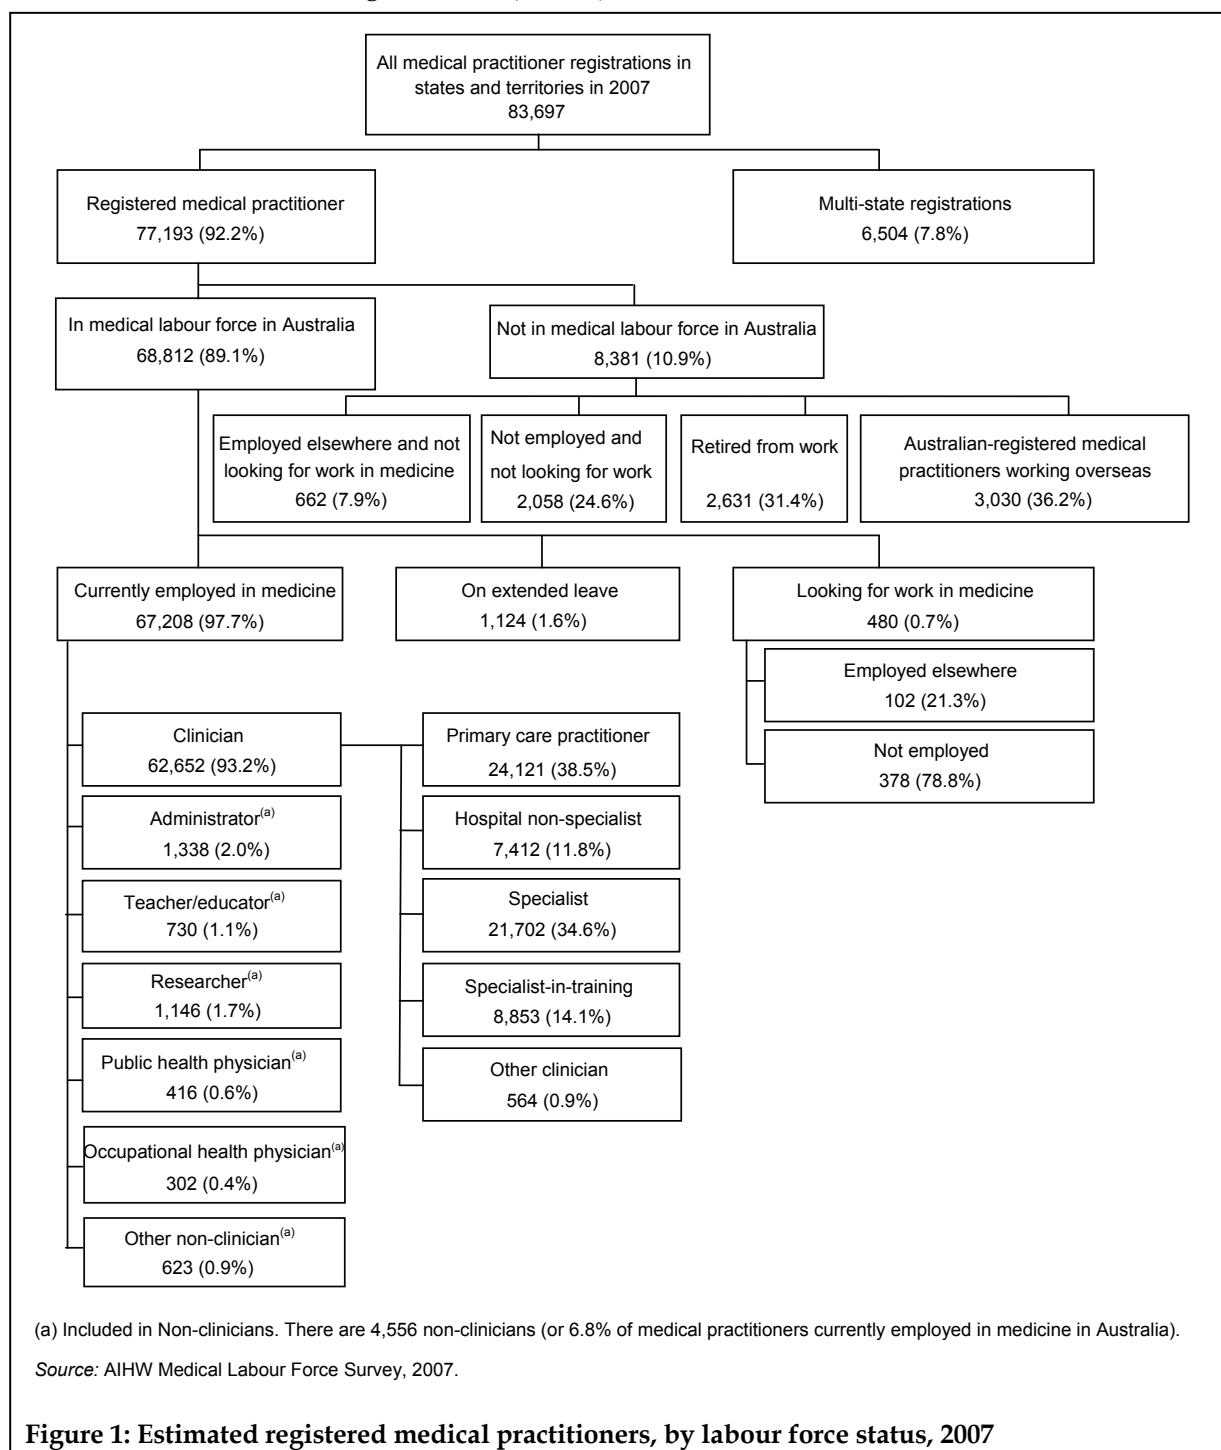 All medical practitioner registrations in
states and territories in 2007
83,697
Registered medical practitioner
77,193 (92.2%)
Multi-state registrations
6,504 (7.8%)
In medical labour force in Australia
68,812 (89.1%)
Not in medical labour force in Australia
8,381 (10.9%)
Employed elsewhere and not
looking for work in medicine
662 (7.9%)
Not employed and
not looking for work
2,058 (24.6%)
Retired from work
2,631 (31.4%)
Australian-registered medical
practitioners working overseas
3,030 (36.2%)
Currently employed in medicine
67,208 (97.7%)
On extended leave
1,124 (1.6%)
Looking for work in medicine
480 (0.7%)
Employed elsewhere
102 (21.3%)
Not employed
378 (78.8%)
Clinician
62,652 (93.2%)
Administrator(a)
1,338 (2.0%)
Teacher/educator(a)
730 (1.1%)
Researcher(a)
1,146 (1.7%)
Public health physician(a)
416 (0.6%)
Occupational health physician(a)
302 (0.4%)
Other non-clinician(a)
623 (0.9%)
Primary care practitioner
24,121 (38.5%)
Hospital non-specialist
7,412 (11.8%)
Specialist
21,702 (34.6%)
Specialist-in-training
8,853 (14.1%)
Other clinician
564 (0.9%)
(a) Included in Non-clinicians. There are 4,556 non-clinicians (or 6.8% of medical practitioners currently employed in medicine in Australia).
Source: AIHW Medical Labour Force Survey, 2007.
Figure 1: Estimated registered medical practitioners, by labour force status, 2007